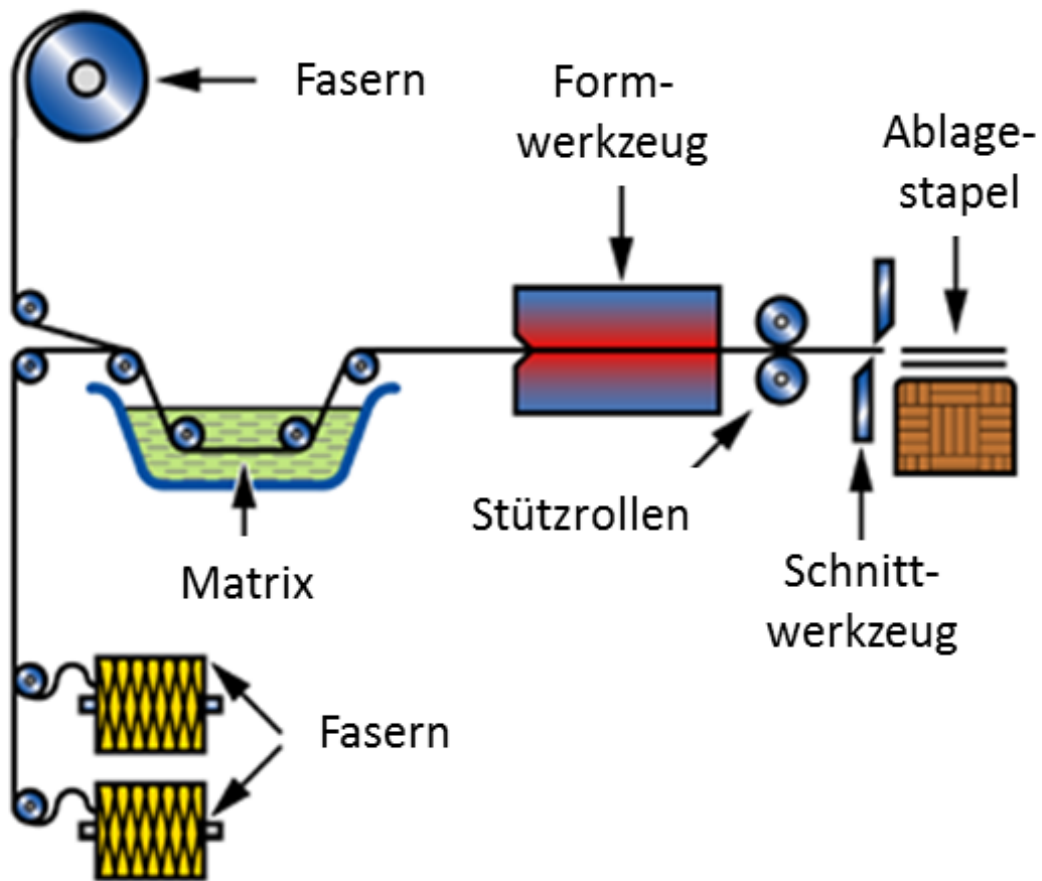 Fasern
Form-
werkzeug
Ablage-
stapel
Stützrollen
Matrix
Schnitt-
werkzeug
Fasern